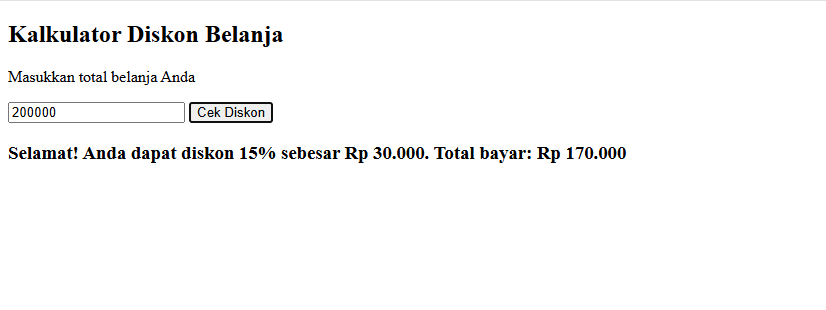 Kalkulator Diskon Belanja
Masukkan total belanja Anda
200000 Cek Diskon
Selamat! Anda dapat diskon 15% sebesar Rp 30.000. Total bayar: Rp 170.000